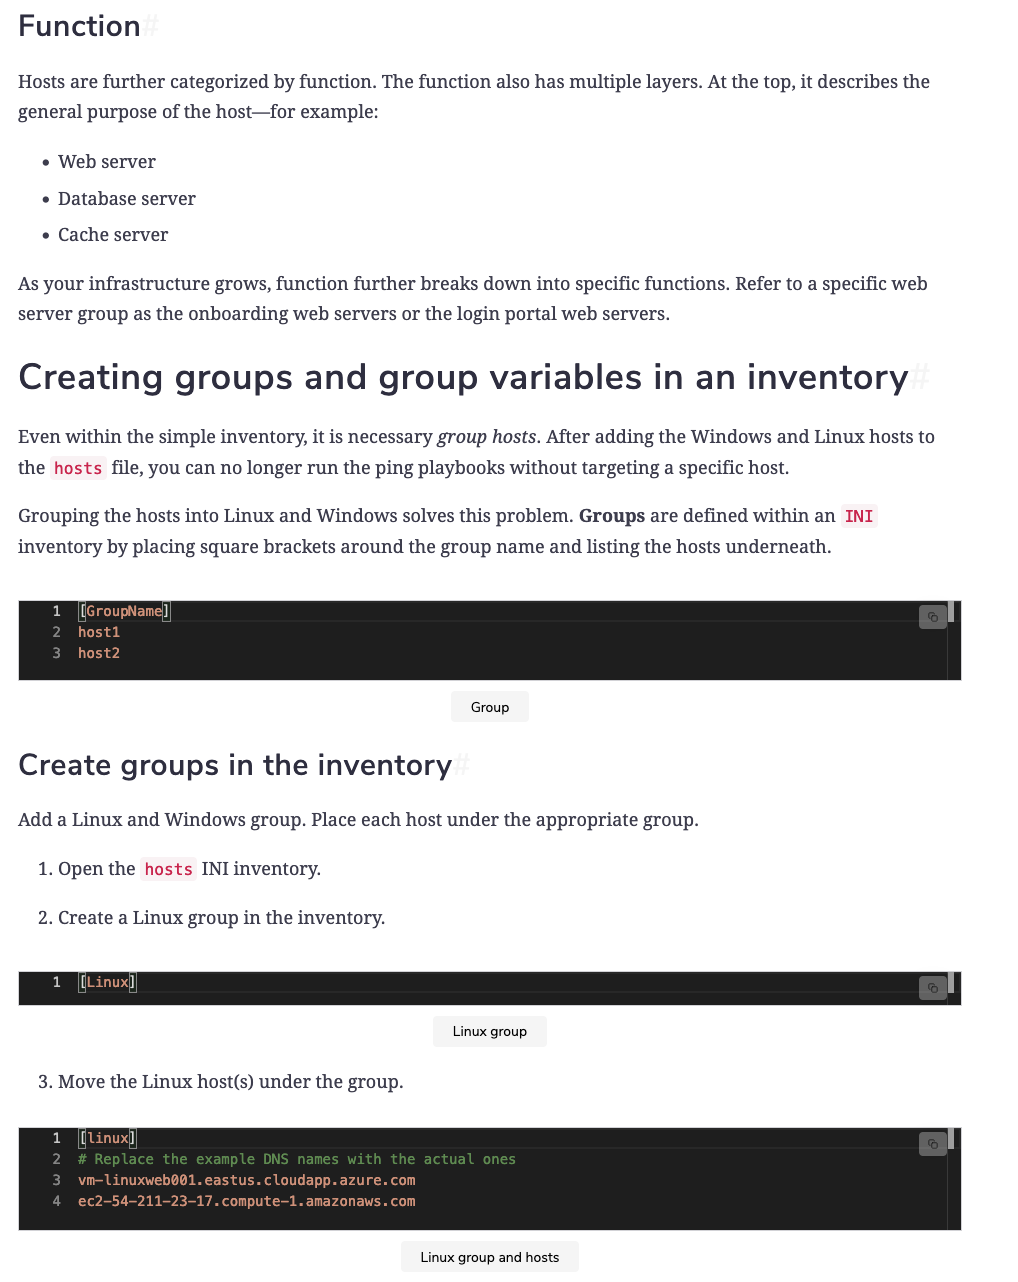 Function#
Hosts are further categorized by function. The function also has multiple layers. At the top, it describes the
general purpose of the host—for example:
• Web server
• Database server
• Cache server
As your infrastructure grows, function further breaks down into specific functions. Refer to a specific web
server group as the onboarding web servers or the login portal web servers.
Creating groups and group variables in an inventory#
Even within the simple inventory, it is necessary group hosts. After adding the Windows and Linux hosts to
the hosts file, you can no longer run the ping playbooks without targeting a specific host.
Grouping the hosts into Linux and Windows solves this problem. Groups are defined within an INI
inventory by placing square brackets around the group name and listing the hosts underneath.
1 [GroupName]
2 host1
3 host2
Group
Create groups in the inventory#
Add a Linux and Windows group. Place each host under the appropriate group.
1. Open the hosts INI inventory.
2. Create a Linux group in the inventory.
1 [Linux]
Linux group
3. Move the Linux host(s) under the group.
1 [linux]
2 # Replace the example DNS names with the actual ones
3 vm-linuxweb001.eastus.cloudapp.azure.com
4 ec2-54-211-23-17.compute-1.amazonaws.com
Linux group and hosts